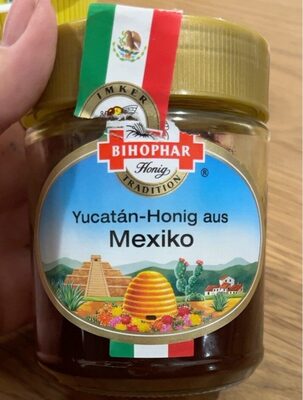 IMKER
BIHOPHAR
Honig
TRADITION
®
Yucatán-Honig aus
Mexiko